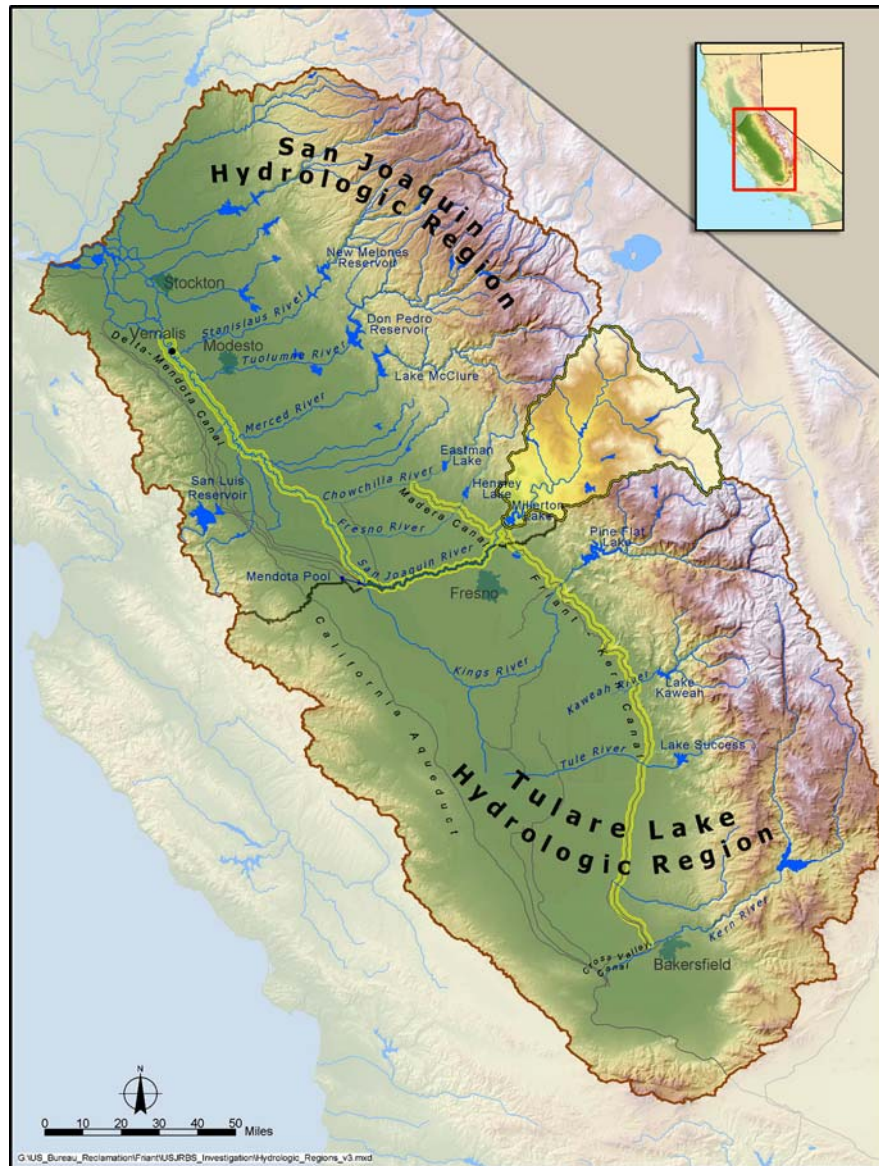 San Joaquin
Hydrologic Region
New Melones
Reservoir
Stockton
Stanislaus River
Don Pedro
Reservoir
Vernalis
Modesto
Tuolumne River
Delta-Mendota Canal
Lake McClure
Merced River
Eastman
Lake
San Luis
Reservoir
Chowchilla River
Hensley
Lake
Madera Canal
Millerton
Lake
Fresno River
Pine Flat
Lake
San Joaquin River
Mendota Pool
Fresno
Friant - Kern Canal
California Aqueduct
Kings River
Kaweah River
Lake
Kaweah
Tule River
Lake Success
Tulare Lake
Hydrologic Region
Kern River
Cross Valley
Canal
Bakersfield
N
0 10 20 30 40 50
Miles
G:\US_Bureau_Reclamation\Friant\USJRBS_Investigation\Hydrologic_Regions_v3.mxd